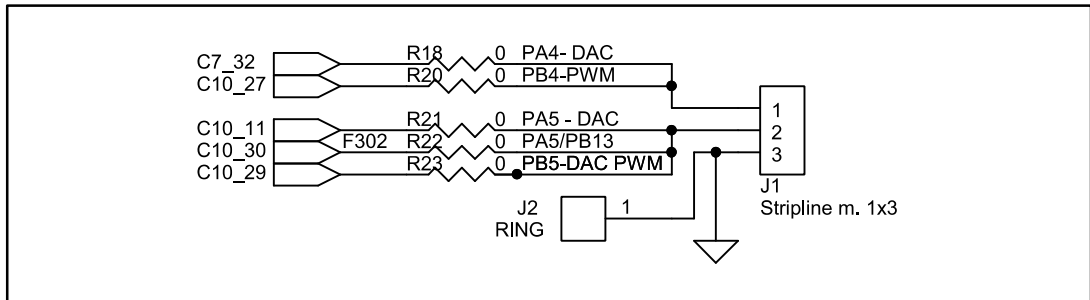 C7_32 R18 0 PA4- DAC
C10_27 R20 0 PB4-PWM
C10_11 R21 0 PA5 - DAC
C10_30 F302 R22 0 PA5/PB13
C10_29 R23 0 PB5-DAC PWM
1
2
3
J1
Stripline m. 1x3
J2 1
RING